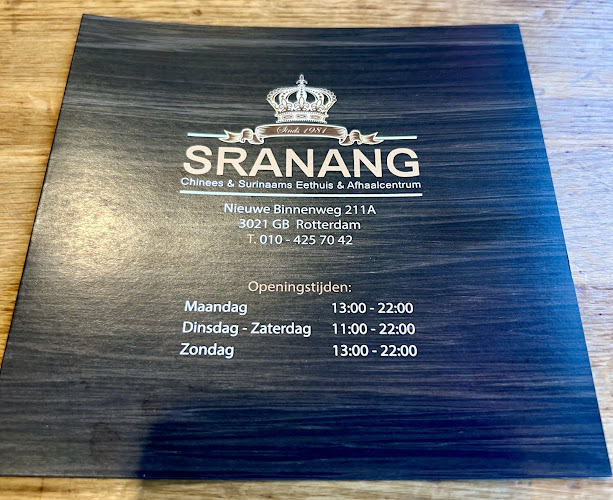 Sinds 1981
SRANANG
Chinees & Surinaams Eethuis & Afhaalcentrum
Nieuwe Binnenweg 211A
3021 GB Rotterdam
T. 010 - 425 70 42
Openingstijden:
Maandag 13:00 - 22:00
Dinsdag - Zaterdag 11:00 - 22:00
Zondag 13:00 - 22:00